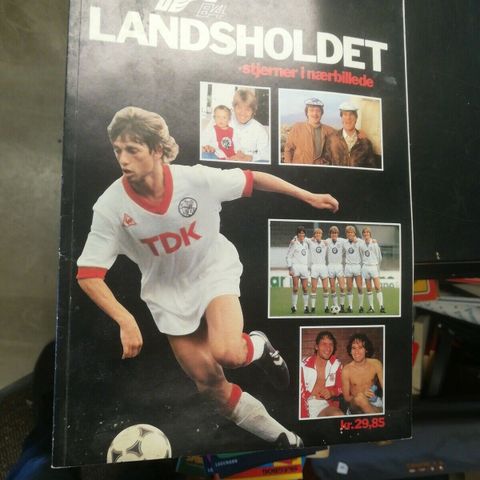 84
LANDSHOLDET
stjerner i nærbillede
TDK
kr. 29,85